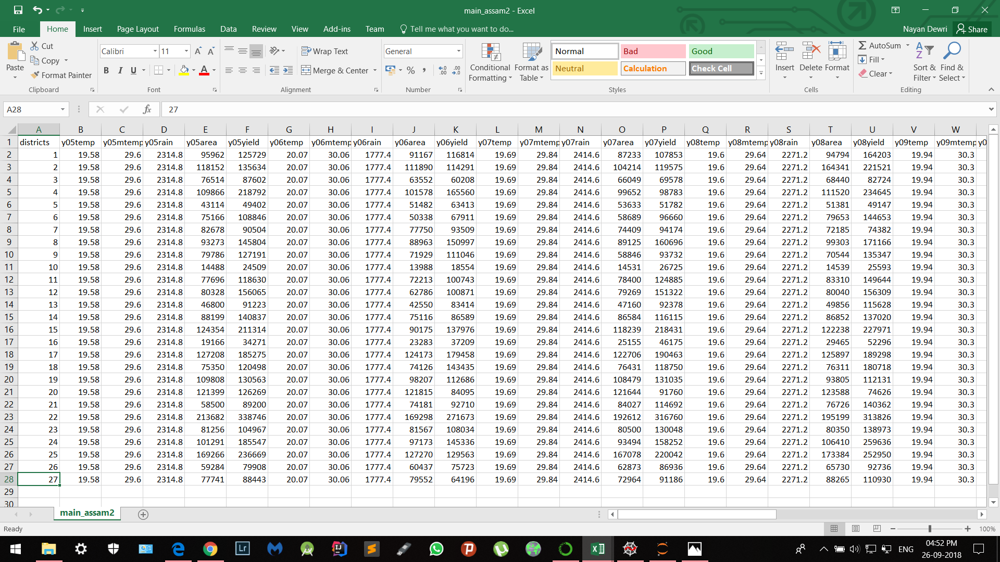 main_assam2 - Excel
File Home Insert Page Layout Formulas Data Review View Add-ins Team Tell me what you want to do... Nayan Dewri Share
Paste Cut Copy Format Painter Clipboard
Calibri 11 B I U A A A Font
Wrap Text Merge & Center Alignment
General % , Number
Conditional Formatting Format as Table
Normal Bad Good
Neutral Calculation Check Cell
Styles
Insert Delete Format Cells
AutoSum Fill Clear Sort & Filter Find & Select Editing
A28 fx 27
A B C D E F G H I J K L M N O P Q R S T U V W
1 districts y05temp y05mtemp y05rain y05area y05yield y06temp y06mtemp y06rain y06area y06yield y07temp y07mtemp y07rain y07area y07yield y08temp y08mtemp y08rain y08area y08yield y09temp y09mtemp y0
2 1 19.58 29.6 2314.8 95962 125729 20.07 30.06 1777.4 91167 116814 19.69 29.84 2414.6 87233 107853 19.6 29.64 2271.2 94794 164203 19.94 30.3
3 2 19.58 29.6 2314.8 118152 135634 20.07 30.06 1777.4 111890 114291 19.69 29.84 2414.6 104214 119575 19.6 29.64 2271.2 164341 221521 19.94 30.3
4 3 19.58 29.6 2314.8 76514 87602 20.07 30.06 1777.4 63552 60208 19.69 29.84 2414.6 66049 69578 19.6 29.64 2271.2 68440 82724 19.94 30.3
5 4 19.58 29.6 2314.8 109866 218792 20.07 30.06 1777.4 101578 165560 19.69 29.84 2414.6 99652 98783 19.6 29.64 2271.2 111520 234645 19.94 30.3
6 5 19.58 29.6 2314.8 43114 49402 20.07 30.06 1777.4 51482 63413 19.69 29.84 2414.6 53633 51782 19.6 29.64 2271.2 51381 49147 19.94 30.3
7 6 19.58 29.6 2314.8 75166 108846 20.07 30.06 1777.4 50338 67911 19.69 29.84 2414.6 58689 96660 19.6 29.64 2271.2 79653 144653 19.94 30.3
8 7 19.58 29.6 2314.8 82678 90504 20.07 30.06 1777.4 77750 93509 19.69 29.84 2414.6 74409 94174 19.6 29.64 2271.2 72185 74382 19.94 30.3
9 8 19.58 29.6 2314.8 93273 145804 20.07 30.06 1777.4 88963 150997 19.69 29.84 2414.6 89125 160696 19.6 29.64 2271.2 99303 171166 19.94 30.3
10 9 19.58 29.6 2314.8 79786 127191 20.07 30.06 1777.4 71929 111046 19.69 29.84 2414.6 58846 93732 19.6 29.64 2271.2 70544 135347 19.94 30.3
11 10 19.58 29.6 2314.8 14488 24509 20.07 30.06 1777.4 13988 18554 19.69 29.84 2414.6 14531 26725 19.6 29.64 2271.2 14539 25593 19.94 30.3
12 11 19.58 29.6 2314.8 77696 118630 20.07 30.06 1777.4 72213 100743 19.69 29.84 2414.6 78400 124885 19.6 29.64 2271.2 83310 149644 19.94 30.3
13 12 19.58 29.6 2314.8 80328 156065 20.07 30.06 1777.4 62786 100871 19.69 29.84 2414.6 79269 151322 19.6 29.64 2271.2 80040 156309 19.94 30.3
14 13 19.58 29.6 2314.8 46800 91223 20.07 30.06 1777.4 42550 83414 19.69 29.84 2414.6 47160 92378 19.6 29.64 2271.2 49856 115628 19.94 30.3
15 14 19.58 29.6 2314.8 88199 140837 20.07 30.06 1777.4 75116 86589 19.69 29.84 2414.6 86584 116115 19.6 29.64 2271.2 86852 137020 19.94 30.3
16 15 19.58 29.6 2314.8 124354 211314 20.07 30.06 1777.4 90175 137976 19.69 29.84 2414.6 118239 218431 19.6 29.64 2271.2 122238 227971 19.94 30.3
17 16 19.58 29.6 2314.8 19166 34271 20.07 30.06 1777.4 23283 37209 19.69 29.84 2414.6 25155 46175 19.6 29.64 2271.2 29465 52296 19.94 30.3
18 17 19.58 29.6 2314.8 127208 185275 20.07 30.06 1777.4 124173 179458 19.69 29.84 2414.6 122706 190463 19.6 29.64 2271.2 125897 189298 19.94 30.3
19 18 19.58 29.6 2314.8 75350 120498 20.07 30.06 1777.4 74126 143435 19.69 29.84 2414.6 76431 118750 19.6 29.64 2271.2 76311 180718 19.94 30.3
20 19 19.58 29.6 2314.8 109808 130563 20.07 30.06 1777.4 98207 112686 19.69 29.84 2414.6 108479 131035 19.6 29.64 2271.2 93805 112131 19.94 30.3
21 20 19.58 29.6 2314.8 121399 126269 20.07 30.06 1777.4 121815 84095 19.69 29.84 2414.6 121644 91760 19.6 29.64 2271.2 123588 74626 19.94 30.3
22 21 19.58 29.6 2314.8 58500 89200 20.07 30.06 1777.4 74181 92710 19.69 29.84 2414.6 84027 114692 19.6 29.64 2271.2 76726 140362 19.94 30.3
23 22 19.58 29.6 2314.8 213682 338746 20.07 30.06 1777.4 169298 271673 19.69 29.84 2414.6 192612 316760 19.6 29.64 2271.2 195199 313826 19.94 30.3
24 23 19.58 29.6 2314.8 81256 104967 20.07 30.06 1777.4 81567 108034 19.69 29.84 2414.6 80500 130048 19.6 29.64 2271.2 80350 138973 19.94 30.3
25 24 19.58 29.6 2314.8 101291 185547 20.07 30.06 1777.4 97173 145336 19.69 29.84 2414.6 93494 158252 19.6 29.64 2271.2 106410 259636 19.94 30.3
26 25 19.58 29.6 2314.8 169266 236669 20.07 30.06 1777.4 127270 129563 19.69 29.84 2414.6 167078 220042 19.6 29.64 2271.2 173384 252950 19.94 30.3
27 26 19.58 29.6 2314.8 59284 79908 20.07 30.06 1777.4 60437 75723 19.69 29.84 2414.6 62873 86936 19.6 29.64 2271.2 65730 92736 19.94 30.3
28 27 19.58 29.6 2314.8 77741 88443 20.07 30.06 1777.4 79552 64196 19.69 29.84 2414.6 72964 91186 19.6 29.64 2271.2 88265 110930 19.94 30.3
29
30
main_assam2
Ready 100%
Lr IJ S P ENG 04:52 PM
26-09-2018